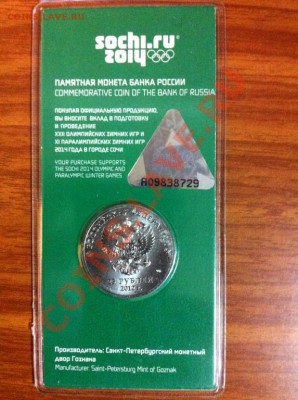 sochi.ru
2014
ПАМЯТНАЯ МОНЕТА БАНКА РОССИИ
COMMEMORATIVE COIN OF THE BANK OF RUSSIA
ПОКУПАЯ ОФИЦИАЛЬНУЮ ПРОДУКЦИЮ,
ВЫ ВНОСИТЕ ВКЛАД В ПОДГОТОВКУ
И ПРОВЕДЕНИЕ
XXII ОЛИМПИЙСКИХ ЗИМНИХ ИГР И
XI ПАРАЛИМПИЙСКИХ ЗИМНИХ ИГР
2014 ГОДА В ГОРОДЕ СОЧИ
YOUR PURCHASE SUPPORTS
THE SOCHI 2014 OLYMPIC AND
PARALYMPIC WINTER GAMES
A09838729
РУБЛЕЙ
2012 г.
Производитель: Санкт-Петербургский монетный
двор Гознака
Manufacturer: Saint-Petersburg Mint of Goznak